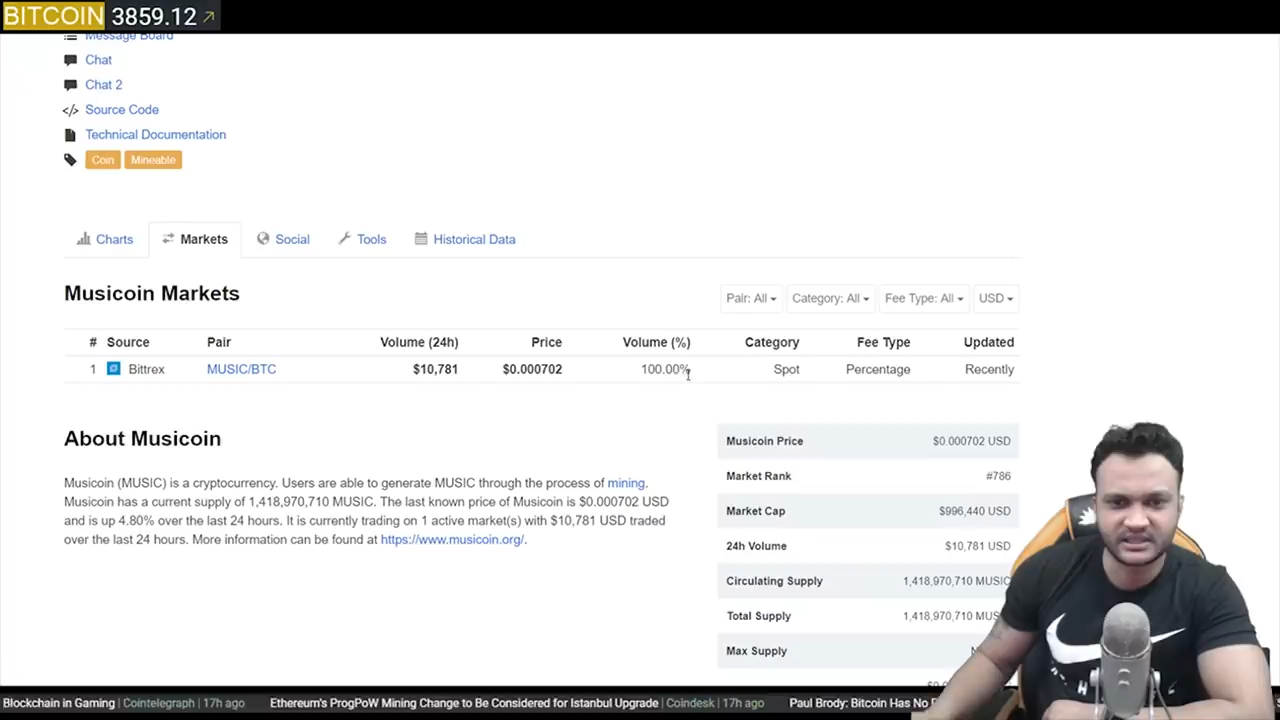 BITCOIN 3859.12
Message Board
Chat
Chat 2
Source Code
Technical Documentation
Coin Mineable
Charts Markets Social Tools Historical Data
Musicoin Markets
Pair: All Category: All Fee Type: All USD
# Source Pair Volume (24h) Price Volume (%) Category Fee Type Updated
1 Bittrex MUSIC/BTC $10,781 $0.000702 100.00% Spot Percentage Recently
About Musicoin
Musicoin (MUSIC) is a cryptocurrency. Users are able to generate MUSIC through the process of mining.
Musicoin has a current supply of 1,418,970,710 MUSIC. The last known price of Musicoin is $0.000702 USD
and is up 4.80% over the last 24 hours. It is currently trading on 1 active market(s) with $10,781 USD traded
over the last 24 hours. More information can be found at https://www.musicoin.org/.
Musicoin Price $0.000702 USD
Market Rank #786
Market Cap $996,440 USD
24h Volume $10,781 USD
Circulating Supply 1,418,970,710 MUSIC
Total Supply 1,418,970,710
Max Supply
Blockchain in Gaming | Cointelegraph | 17h ago Ethereum's ProgPoW Mining Change to Be Considered for Istanbul Upgrade | Coindesk | 17h ago Paul Brody: Bitcoin Has No